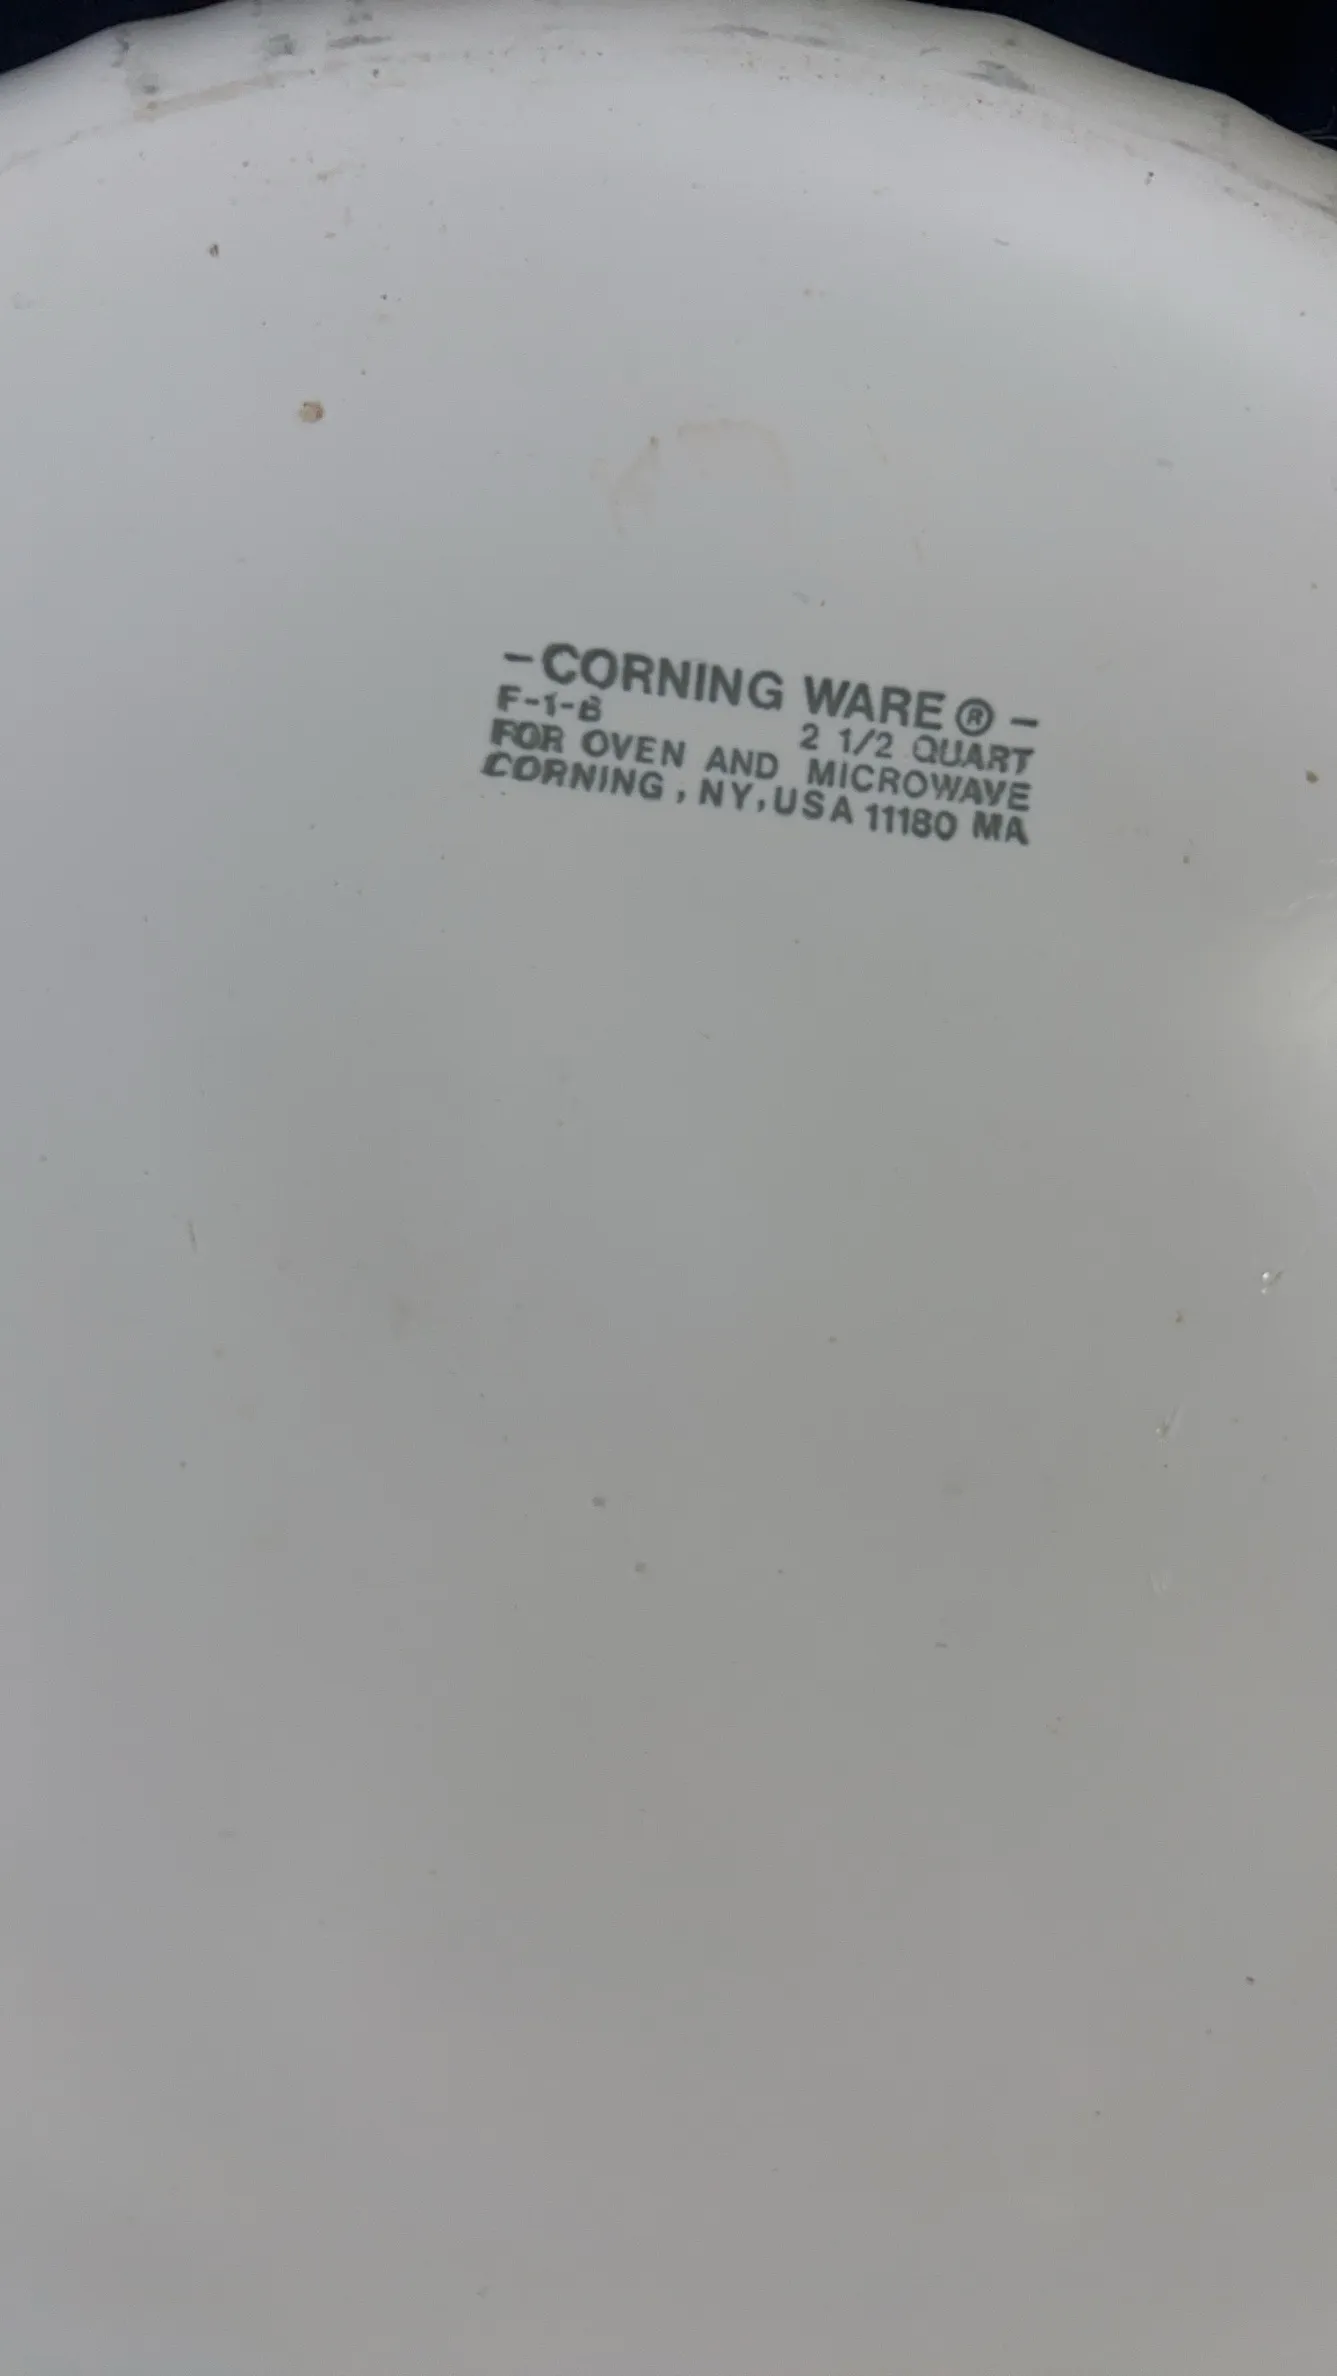 -CORNING WARE® -
F-1-B 2 1/2 QUART
FOR OVEN AND MICROWAVE
CORNING, NY, USA 11180 MA